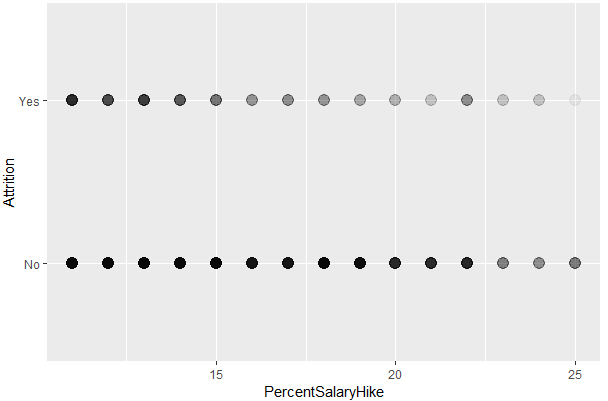 Yes
Attrition
No
15
20
25
PercentSalaryHike